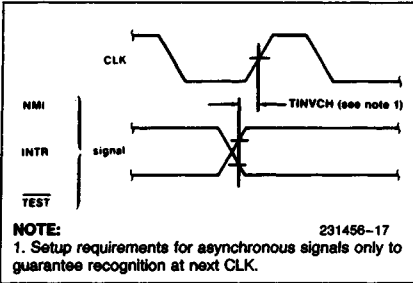 CLK
NMI
TINVCH (see note 1)
INTR
signal
TEST
NOTE:
231456–17
1. Setup requirements for asynchronous signals only to
guarantee recognition at next CLK.